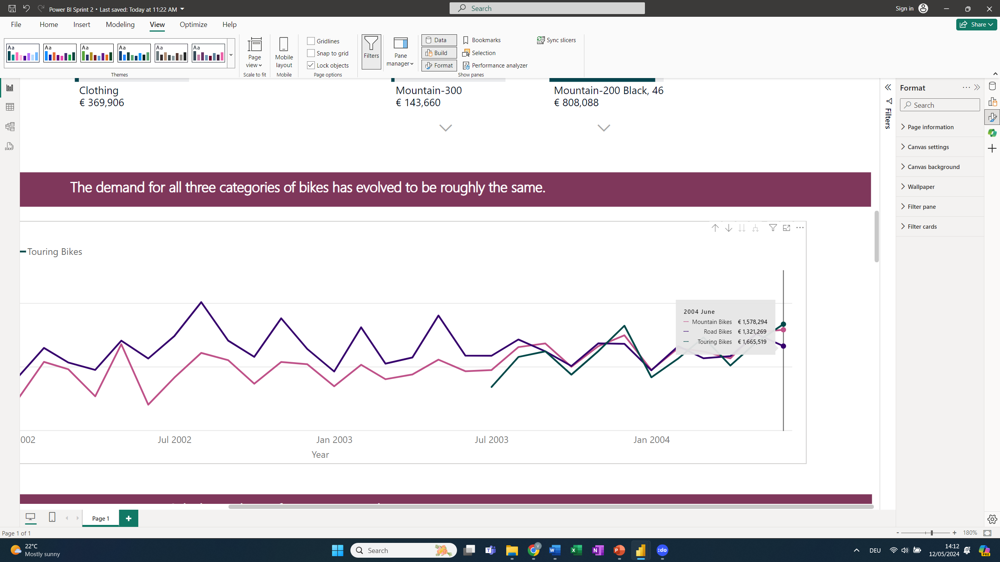 Power BI Sprint 2 • Last saved: Today at 11:22 AM
Search
Sign in
File Home Insert Modeling View Optimize Help
Share
Aa Aa Aa Aa Aa Aa
Themes
Page view
Scale to fit
Mobile layout
Mobile
Gridlines
Snap to grid
Lock objects
Page options
Filters
Pane manager
Data
Build
Format
Bookmarks
Selection
Performance analyzer
Sync slicers
Show panes
DAX
Clothing
€ 369,906
Mountain-300
€ 143,660
Mountain-200 Black, 46
€ 808,088
The demand for all three categories of bikes has evolved to be roughly the same.
Touring Bikes
2004 June
Mountain Bikes € 1,578,294
Road Bikes € 1,321,269
Touring Bikes € 1,665,519
002 Jul 2002 Jan 2003 Jul 2003 Jan 2004
Year
Filters
Format
Search
Page information
Canvas settings
Canvas background
Wallpaper
Filter pane
Filter cards
Page 1
Page 1 of 1
- + 180%
22°C
Mostly sunny
Search
V
:do
DEU
14:12
12/05/2024
PRE